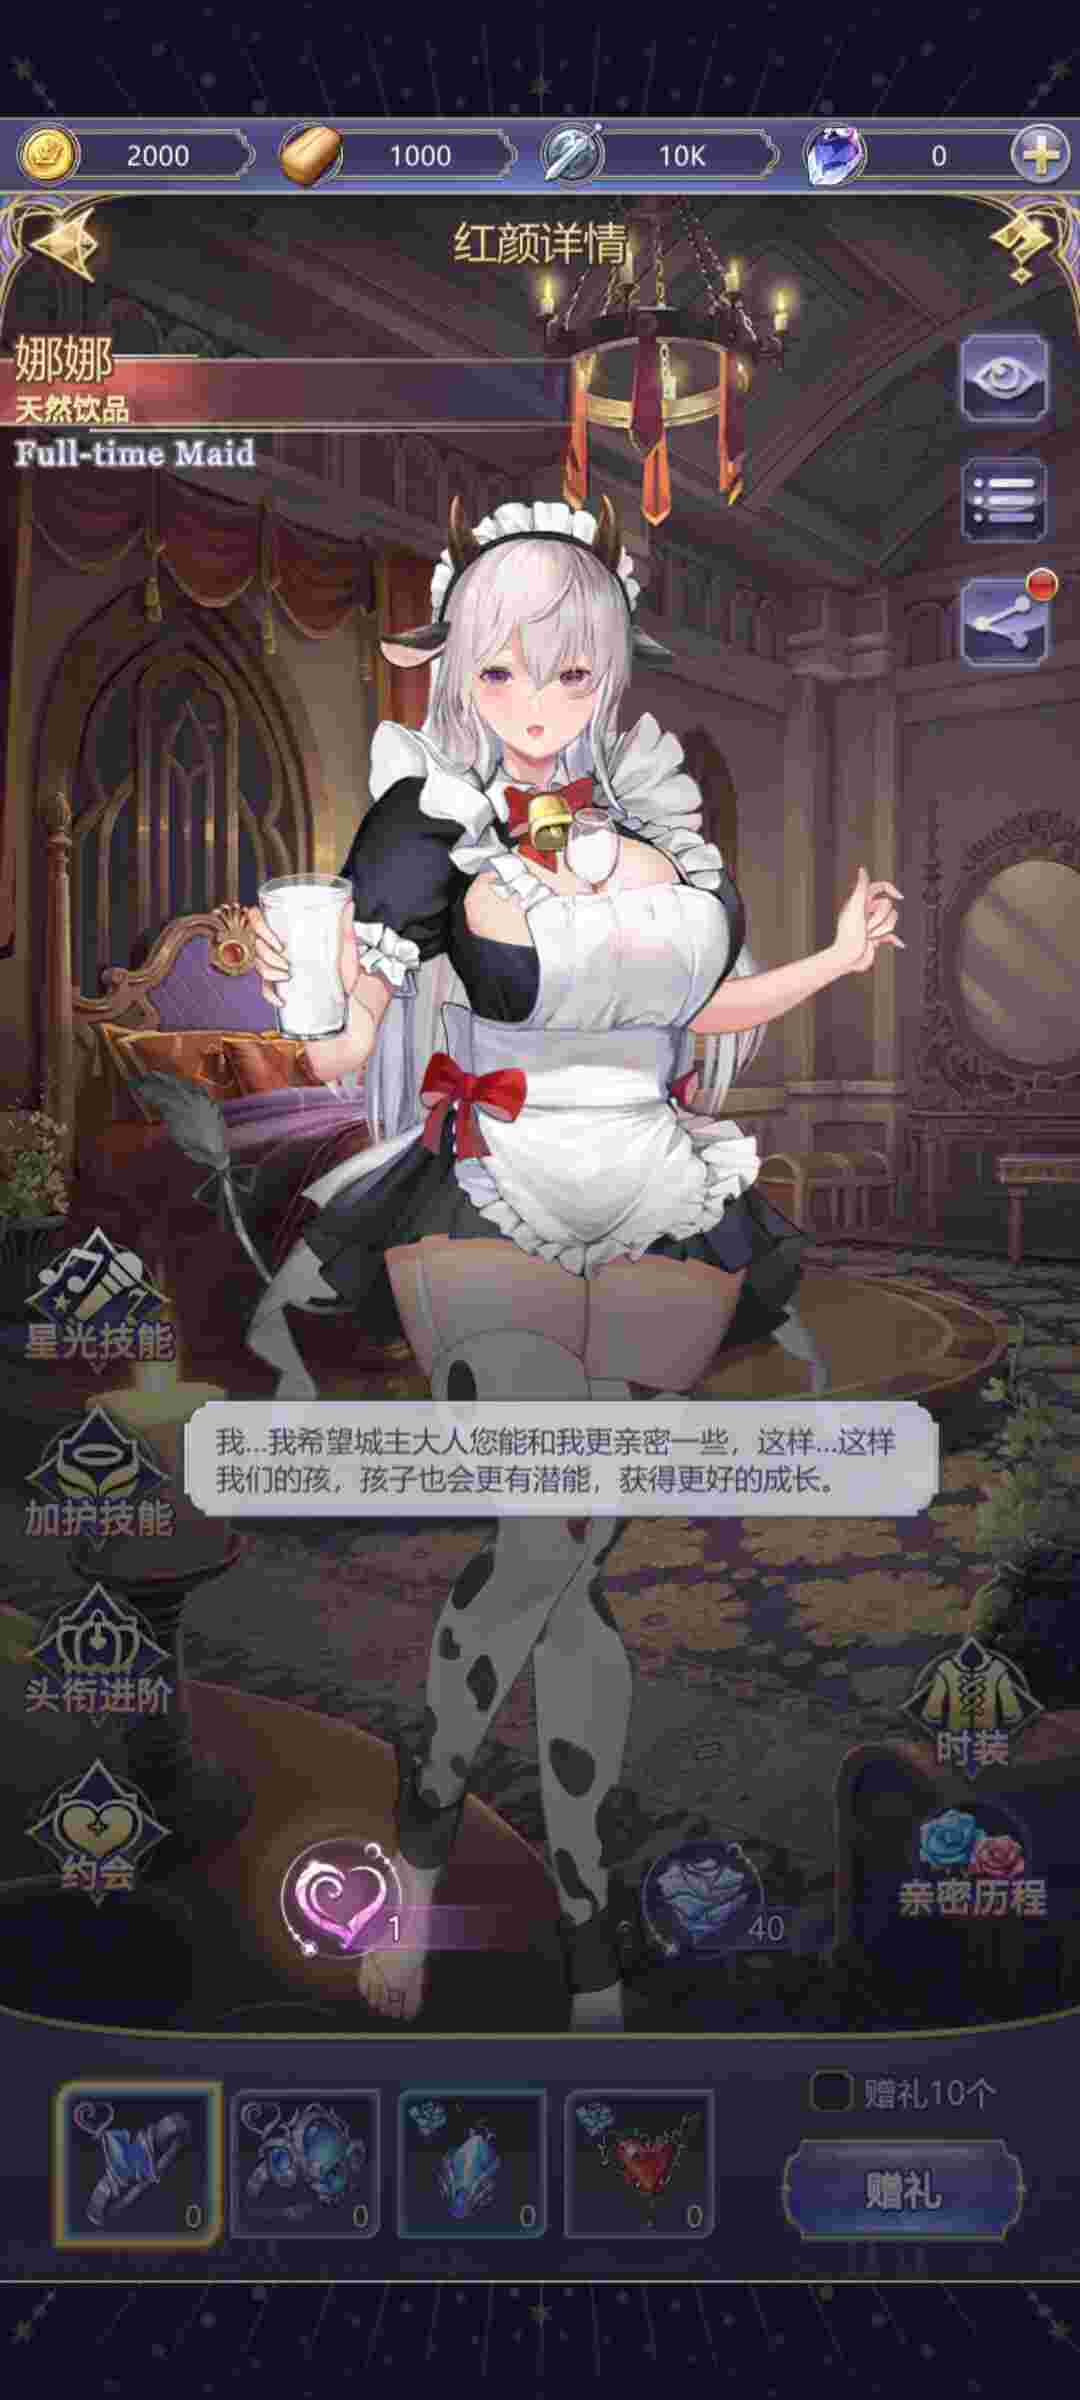 2000
1000
10K
0
红颜详情
娜娜
天然饮品
Full-time Maid
星光技能
我...我希望城主大人您能和我更亲密一些，这样...这样
我们的孩，孩子也会更有潜能，获得更好的成长。
加护技能
头衔进阶
时装
约会
亲密历程
1
40
赠礼10个
0
0
0
0
赠礼